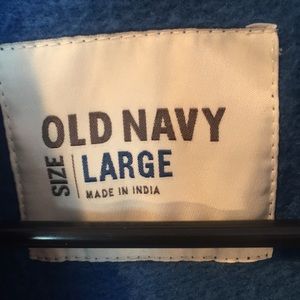 OLD NAVY
SIZE
LARGE
MADE IN INDIA